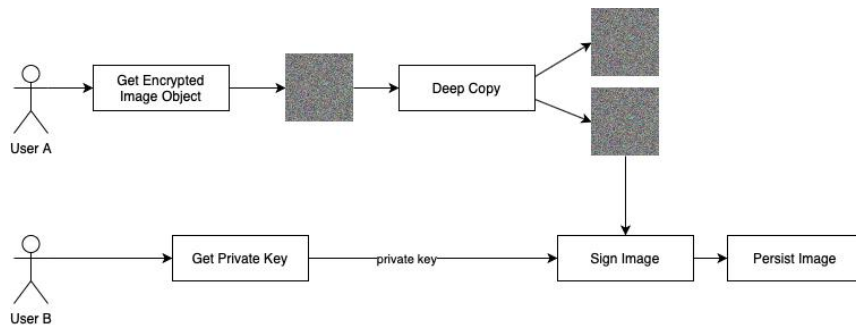 Get Encrypted
Image Object
Deep Copy
User A
Get Private Key
private key
Sign Image
Persist Image
User B